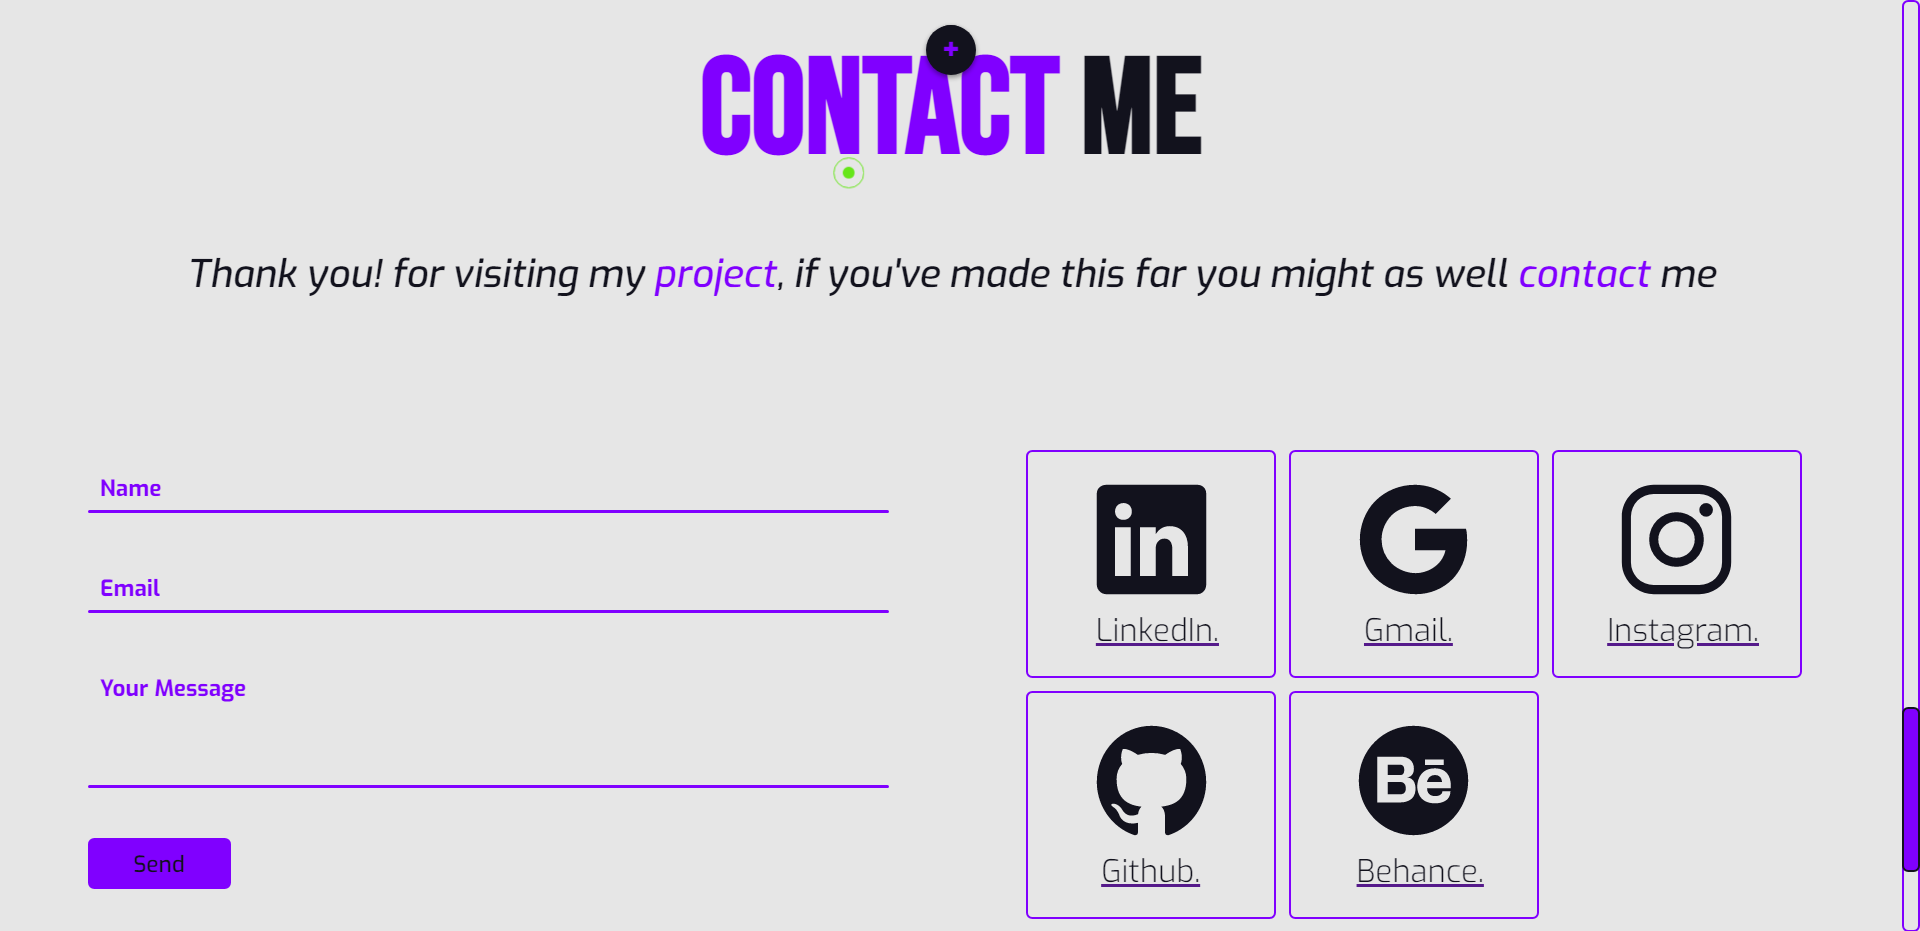 +
CONTACT ME
Thank you! for visiting my project, if you've made this far you might as well contact me
Name
Email
Your Message
Send
in
LinkedIn.
G
Gmail.
Instagram.
Github.
Bē
Behance.